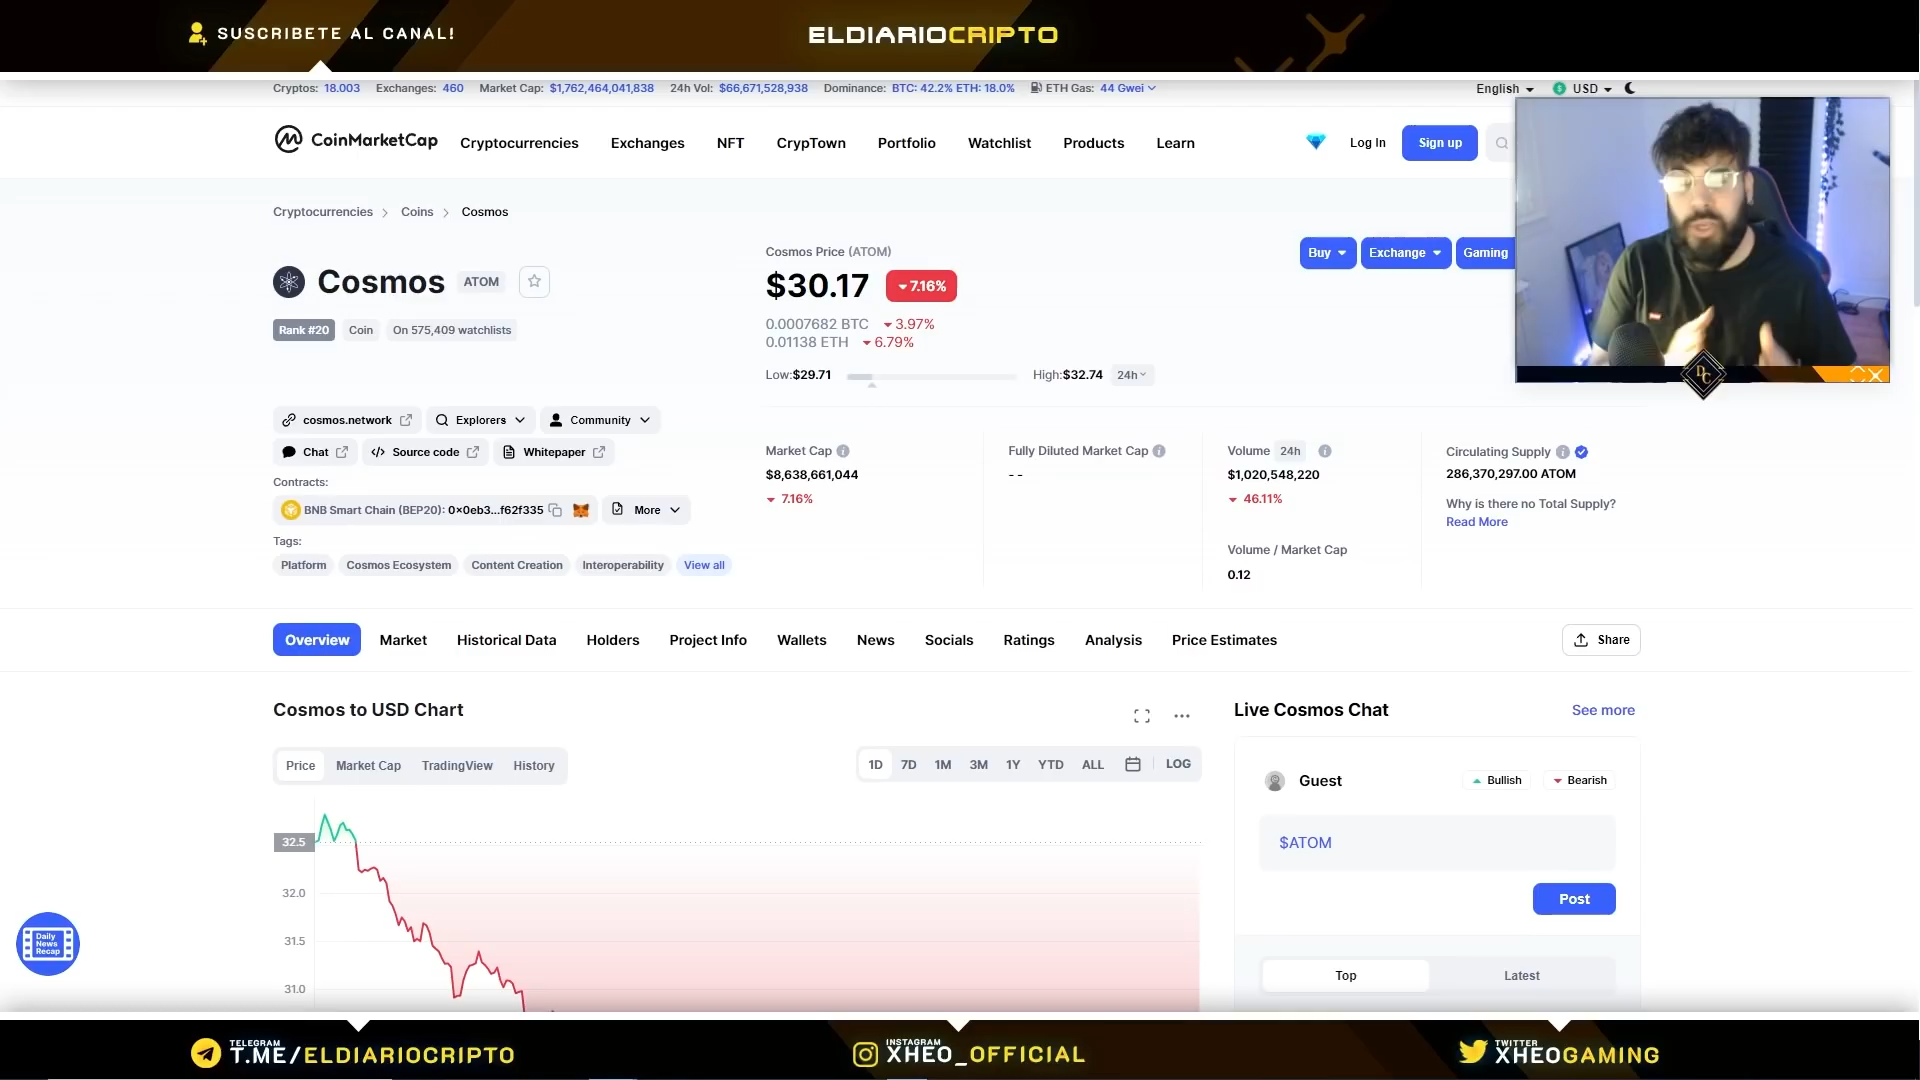 SUSCRIBETE AL CANAL!
ELDIARIOCRIPTO
Cryptos: 18.003 Exchanges: 460 Market Cap: $1,762,464,041,838 24h Vol: $66,671,528,938 Dominance: BTC: 42.2% ETH: 18.0% ETH Gas: 44 Gwei
English USD
CoinMarketCap Cryptocurrencies Exchanges NFT CrypTown Portfolio Watchlist Products Learn Log In Sign up
Cryptocurrencies > Coins > Cosmos
Cosmos ATOM
Rank #20 Coin On 575,409 watchlists
Cosmos Price (ATOM)
$30.17 7.16%
0.0007682 BTC 3.97%
0.01138 ETH 6.79%
Low:$29.71 High:$32.74 24h
Buy Exchange Gaming
DC
cosmos.network Explorers Community
Chat Source code Whitepaper
Contracts:
BNB Smart Chain (BEP20): 0x0eb3...f62f335 More
Tags:
Platform Cosmos Ecosystem Content Creation Interoperability View all
Market Cap
$8,638,661,044
7.16%
Fully Diluted Market Cap
- -
Volume 24h
$1,020,548,220
46.11%
Volume / Market Cap
0.12
Circulating Supply
286,370,297.00 ATOM
Why is there no Total Supply?
Read More
Overview Market Historical Data Holders Project Info Wallets News Socials Ratings Analysis Price Estimates Share
Cosmos to USD Chart
Price Market Cap TradingView History
1D 7D 1M 3M 1Y YTD ALL LOG
32.5
32.0
31.5
31.0
Live Cosmos Chat See more
Guest Bullish Bearish
$ATOM
Post
Top Latest
Daily
News
Recap
TELEGRAM
T.ME/ELDIARIOCRIPTO
INSTAGRAM
XHEO_OFFICIAL
TWITTER
XHEOGAMING